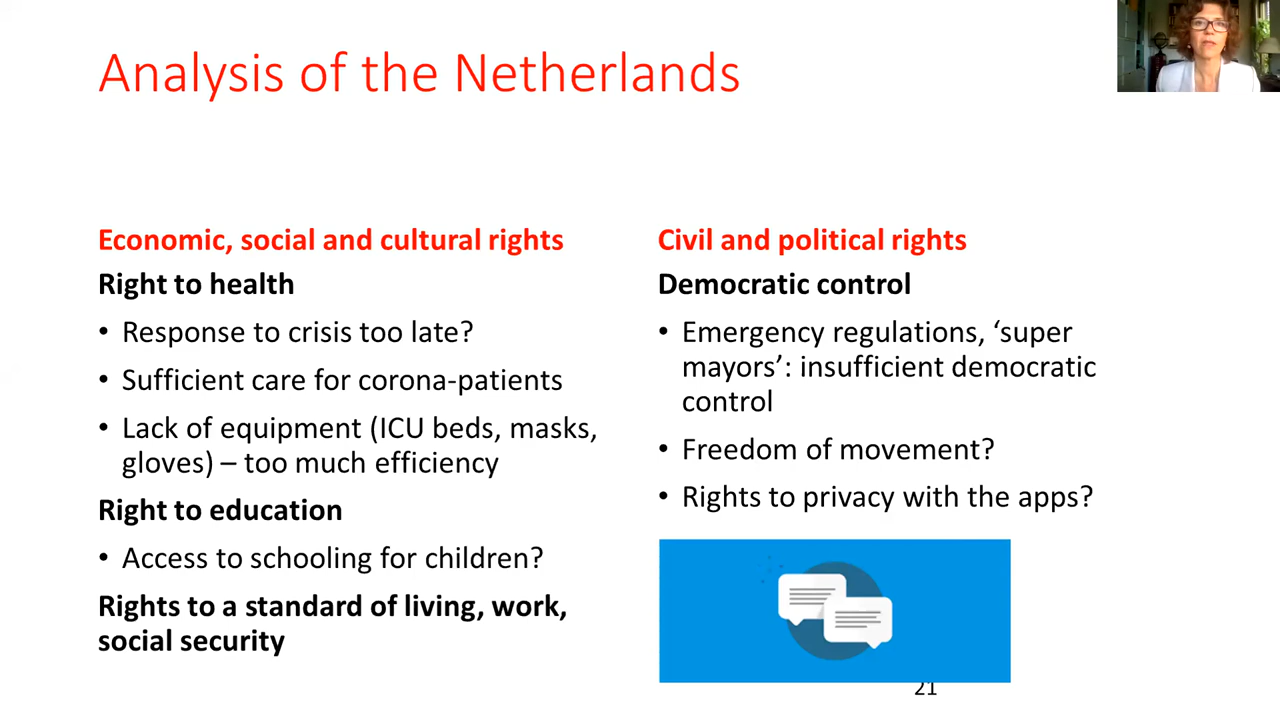 Analysis of the Netherlands
Economic, social and cultural rights
Right to health
• Response to crisis too late?
• Sufficient care for corona-patients
• Lack of equipment (ICU beds, masks,
gloves) – too much efficiency
Right to education
• Access to schooling for children?
Rights to a standard of living, work,
social security
Civil and political rights
Democratic control
• Emergency regulations, ‘super
mayors’: insufficient democratic
control
• Freedom of movement?
• Rights to privacy with the apps?
21